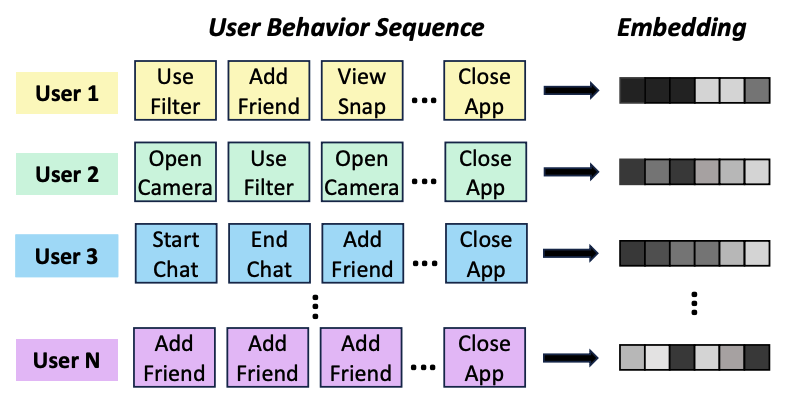 User Behavior Sequence Embedding
User 1 Use Filter Add Friend View Snap ... Close App
User 2 Open Camera Use Filter Open Camera ... Close App
User 3 Start Chat End Chat Add Friend ... Close App
User N Add Friend Add Friend Add Friend ... Close App